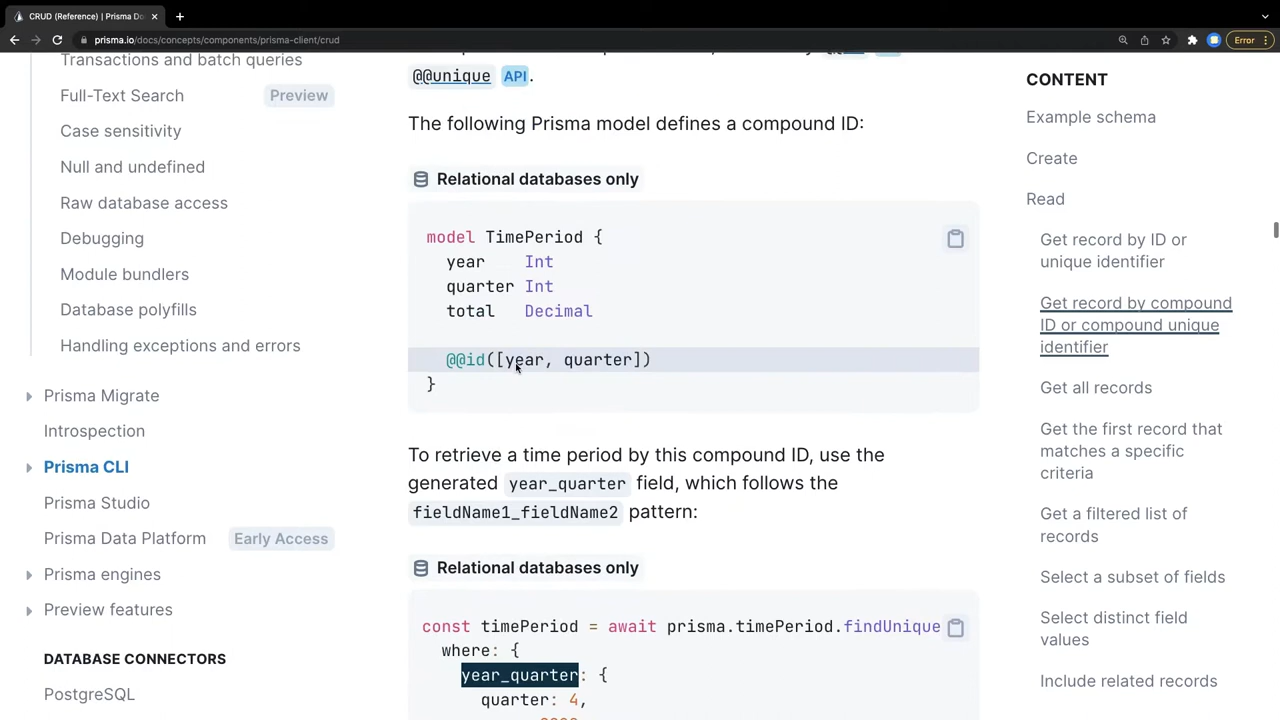 CRUD (Reference) | Prisma Do
prisma.io/docs/concepts/components/prisma-client/crud
Error
Transactions and batch queries
Full-Text Search
Preview
Case sensitivity
Null and undefined
Raw database access
Debugging
Module bundlers
Database polyfills
Handling exceptions and errors
Prisma Migrate
Introspection
Prisma CLI
Prisma Studio
Prisma Data Platform
Early Access
Prisma engines
Preview features
DATABASE CONNECTORS
PostgreSQL
@@unique API.
The following Prisma model defines a compound ID:
Relational databases only
model TimePeriod {
year Int
quarter Int
total Decimal
@@id([year, quarter])
}
To retrieve a time period by this compound ID, use the
generated year_quarter field, which follows the
fieldName1_fieldName2 pattern:
Relational databases only
const timePeriod = await prisma.timePeriod.findUnique
where: {
year_quarter: {
quarter: 4,
CONTENT
Example schema
Create
Read
Get record by ID or
unique identifier
Get record by compound
ID or compound unique
identifier
Get all records
Get the first record that
matches a specific
criteria
Get a filtered list of
records
Select a subset of fields
Select distinct field
values
Include related records